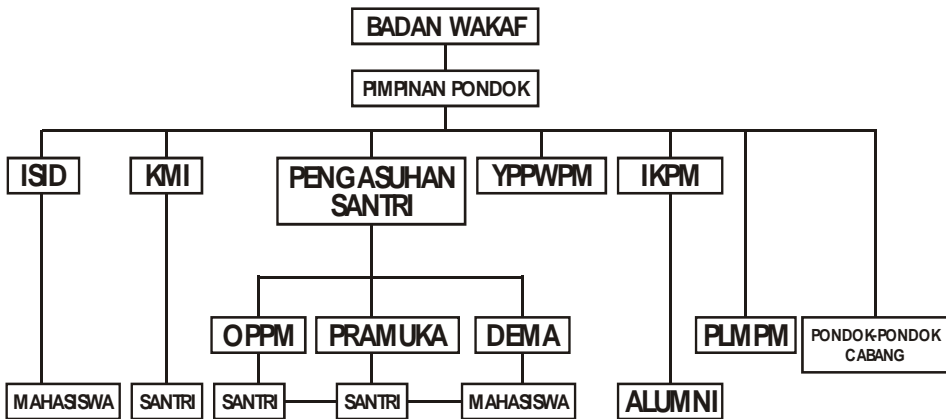 BADAN WAKAF
PIMPINAN PONDOK
ISID
KMI
PENGASUHAN
SANTRI
YPPWPM
IKPM
OPPM
PRAMUKA
DEMA
PLMPM
PONDOK-PONDOK
CABANG
MAHASISWA
SANTRI
SANTRI
SANTRI
MAHASISWA
ALUMNI